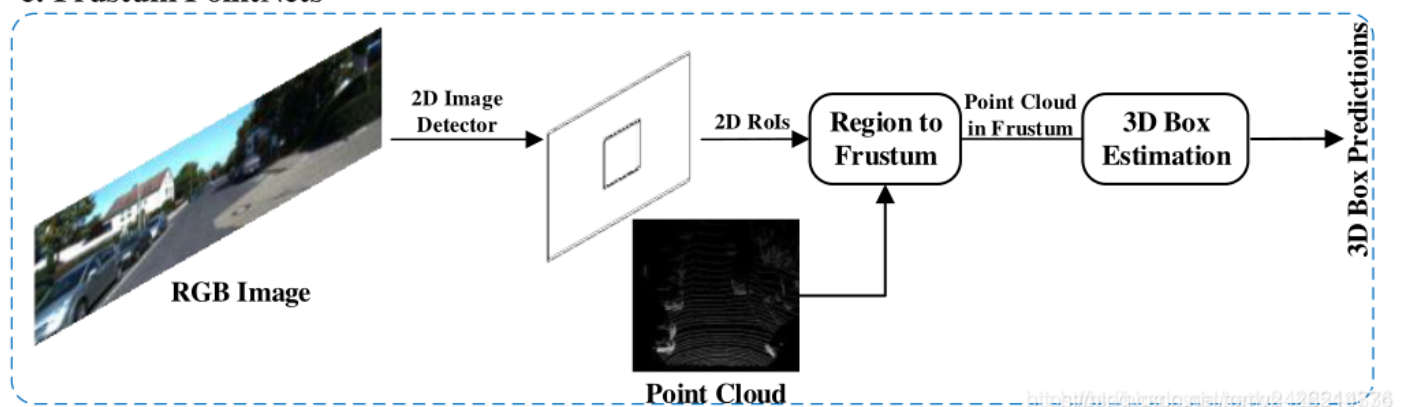 2D Image
Detector
2D RoIs
Region to
Frustum
Point Cloud
in Frustum
3D Box
Estimation
3D Box Predictioins
RGB Image
Point Cloud